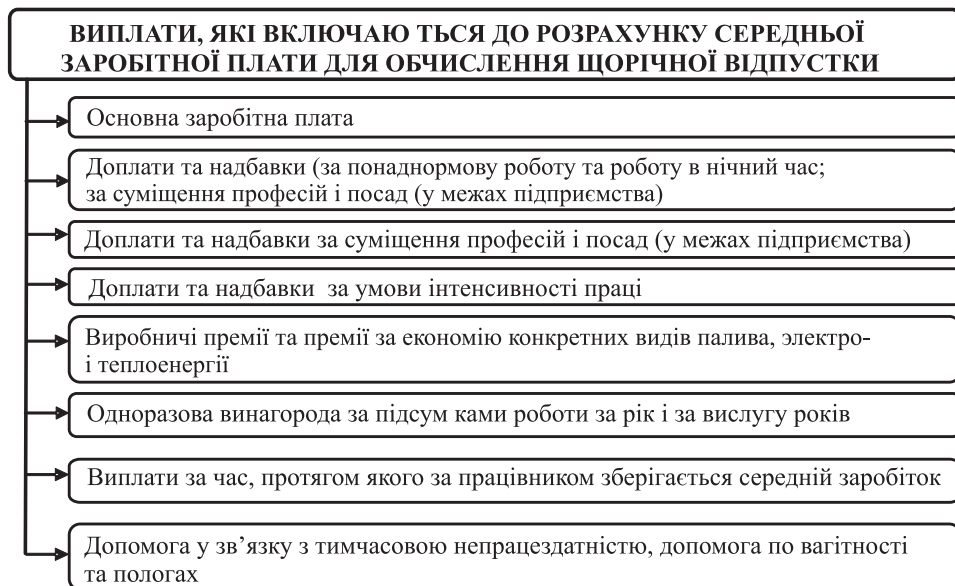 ВИПЛАТИ, ЯКІ ВКЛЮЧАЮ ТЬСЯ ДО РОЗРАХУНКУ СЕРЕДНЬОЇ
ЗАРОБІТНОЇ ПЛАТИ ДЛЯ ОБЧИСЛЕННЯ ЩОРІЧНОЇ ВІДПУСТКИ
Основна заробітна плата
Доплати та надбавки (за понаднормову роботу та роботу в нічний час;
за суміщення професій і посад (у межах підприємства)
Доплати та надбавки за суміщення професій і посад (у межах підприємства)
Доплати та надбавки за умови інтенсивності праці
Виробничі премії та премії за економію конкретних видів палива, электро-
і теплоенергії
Одноразова винагорода за підсум ками роботи за рік і за вислугу років
Виплати за час, протягом якого за працівником зберігається середній заробіток
Допомога у зв’язку з тимчасовою непрацездатністю, допомога по вагітності
та пологах